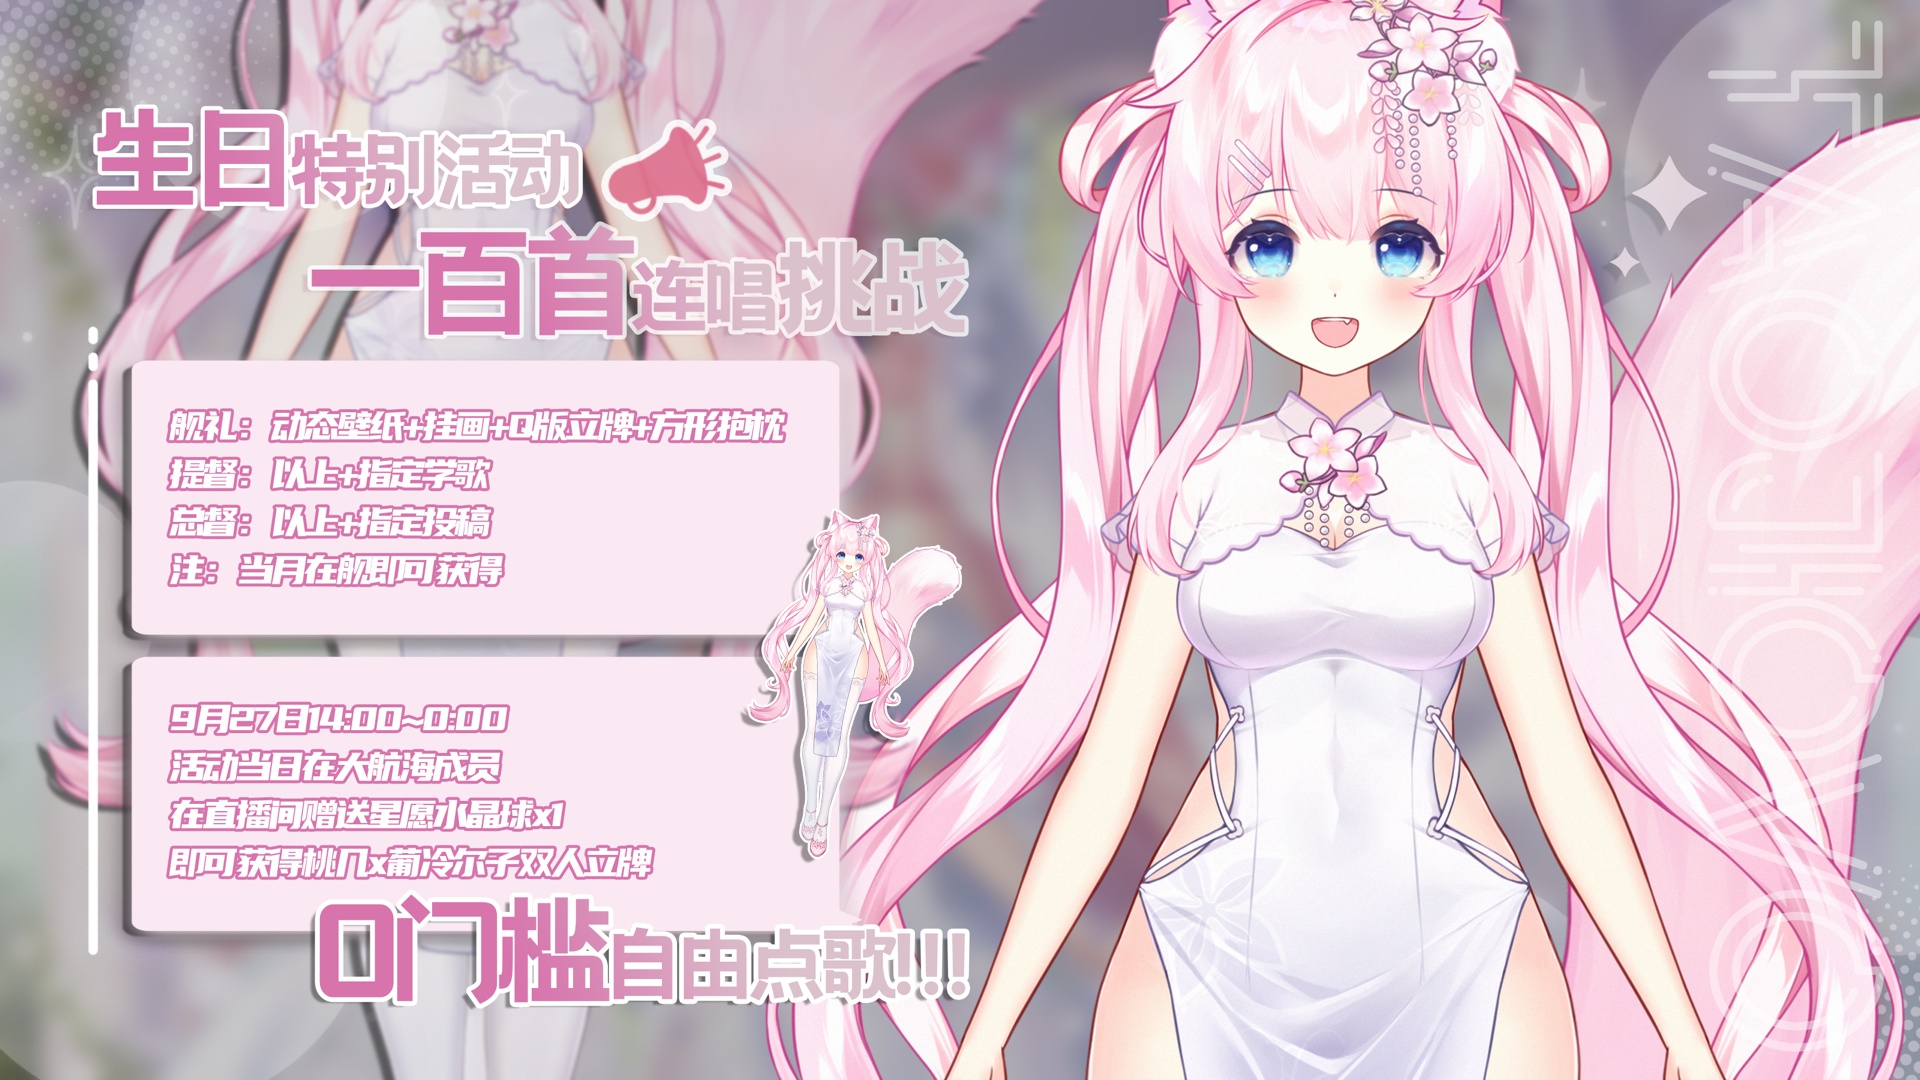 生日特别活动
一百首连唱挑战
舰礼：动态壁纸+挂画+Q版立牌+方形抱枕
提督：以上+指定学歌
总督：以上+指定投稿
注：当月在舰即可获得
9月27日14:00~0:00
活动当日在大航海成员
在直播间赠送星愿水晶球x1
即可获得桃几x葡冷尔子双人立牌
0门槛自由点歌!!!